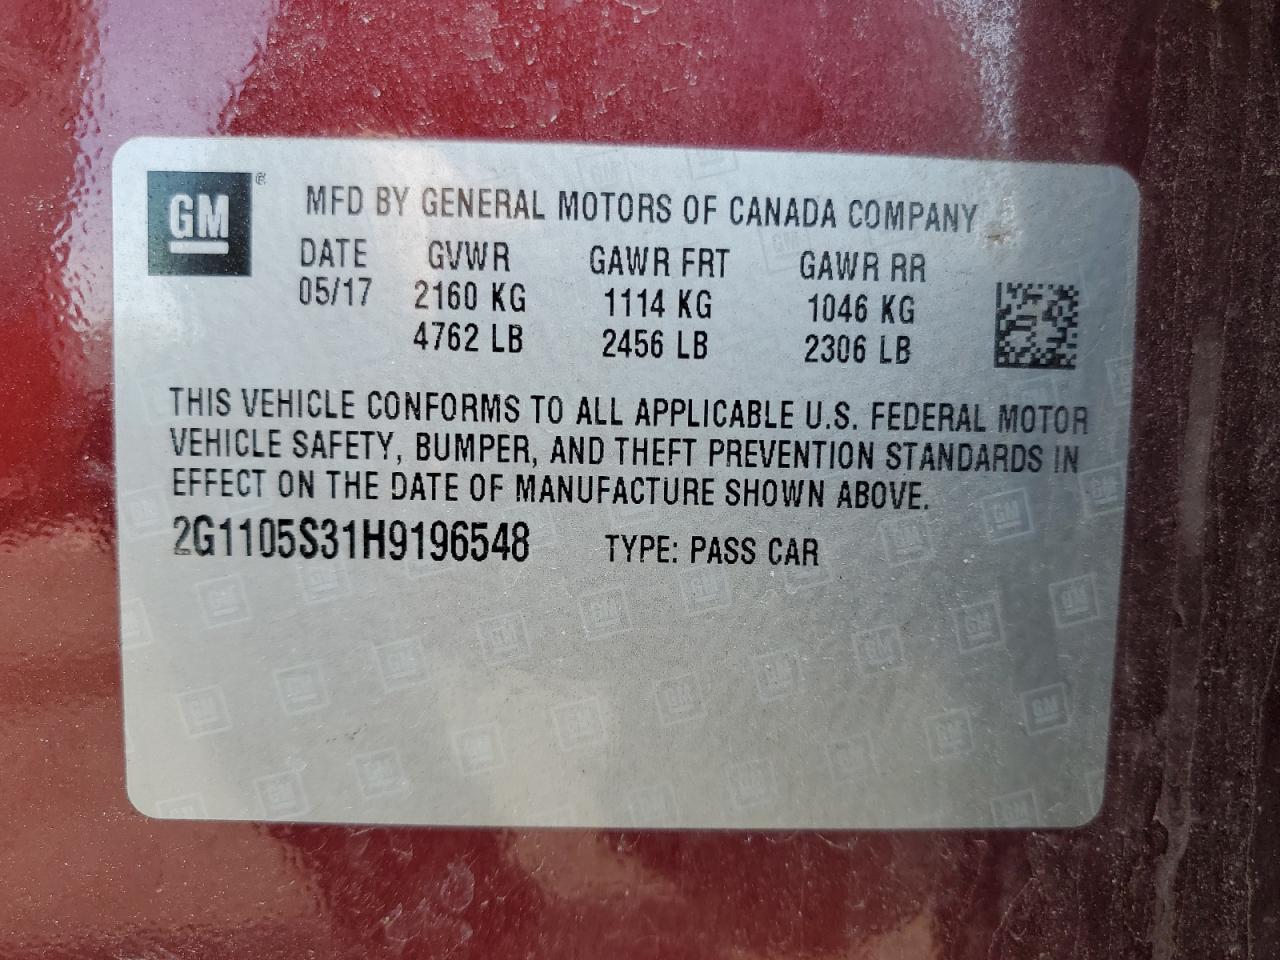 GM ®
MFD BY GENERAL MOTORS OF CANADA COMPANY
DATE GVWR GAWR FRT GAWR RR
05/17 2160 KG 1114 KG 1046 KG
4762 LB 2456 LB 2306 LB
THIS VEHICLE CONFORMS TO ALL APPLICABLE U.S. FEDERAL MOTOR
VEHICLE SAFETY, BUMPER, AND THEFT PREVENTION STANDARDS IN
EFFECT ON THE DATE OF MANUFACTURE SHOWN ABOVE.
2G1105S31H9196548 TYPE: PASS CAR